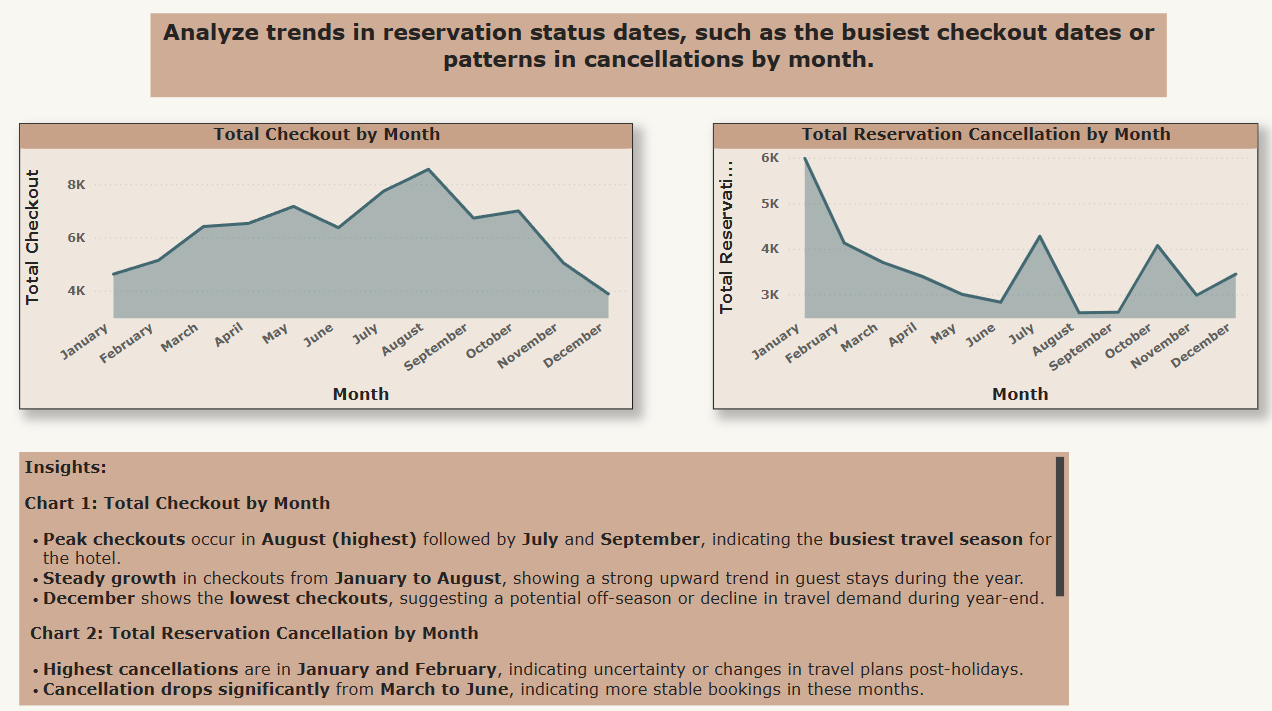 Analyze trends in reservation status dates, such as the busiest checkout dates or
patterns in cancellations by month.
Total Checkout by Month
Total Checkout
8K
6K
4K
January
February
March
April
May
June
July
August
September
October
November
December
Month
Total Reservation Cancellation by Month
Total Reservati...
6K
5K
4K
3K
January
February
March
April
May
June
July
August
September
October
November
December
Month
Insights:
Chart 1: Total Checkout by Month
• Peak checkouts occur in August (highest) followed by July and September, indicating the busiest travel season for
the hotel.
• Steady growth in checkouts from January to August, showing a strong upward trend in guest stays during the year.
• December shows the lowest checkouts, suggesting a potential off-season or decline in travel demand during year-end.
Chart 2: Total Reservation Cancellation by Month
• Highest cancellations are in January and February, indicating uncertainty or changes in travel plans post-holidays.
• Cancellation drops significantly from March to June, indicating more stable bookings in these months.